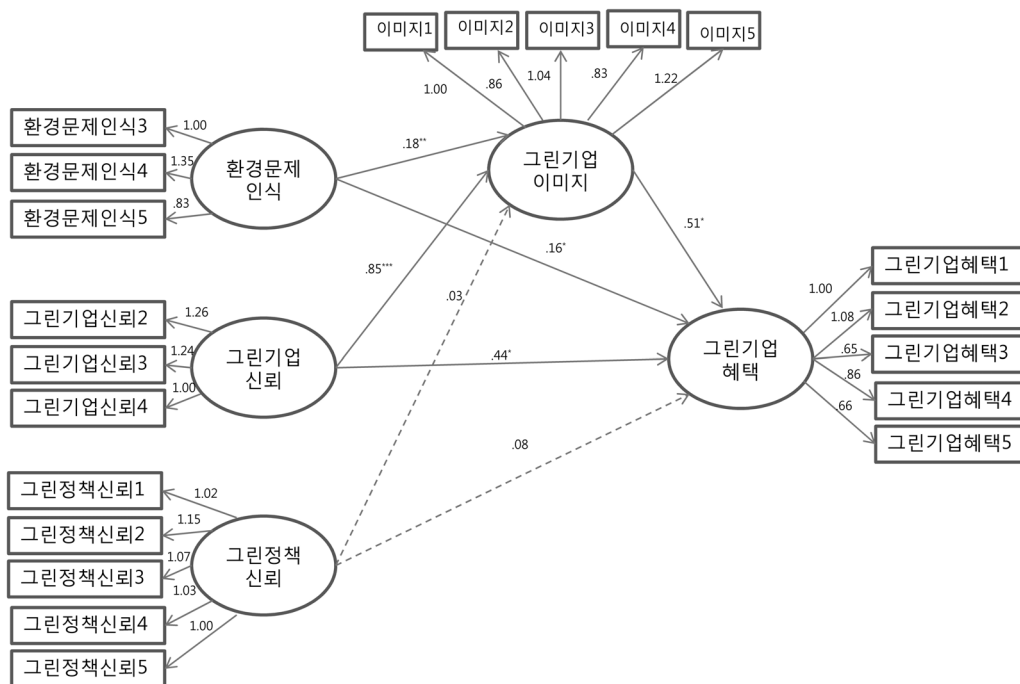 이미지1
이미지2
이미지3
이미지4
이미지5
1.00
.86
1.04
.83
1.22
환경문제인식3
환경문제인식4
환경문제인식5
1.00
1.35
.83
환경문제
인식
.18**
그린기업
이미지
.51*
.16*
.85***
.03
그린기업신뢰2
그린기업신뢰3
그린기업신뢰4
1.26
1.24
1.00
그린기업
신뢰
.44*
그린기업
혜택
1.00
1.08
.65
.86
.66
그린기업혜택1
그린기업혜택2
그린기업혜택3
그린기업혜택4
그린기업혜택5
.08
그린정책신뢰1
그린정책신뢰2
그린정책신뢰3
그린정책신뢰4
그린정책신뢰5
1.02
1.15
1.07
1.03
1.00
그린정책
신뢰